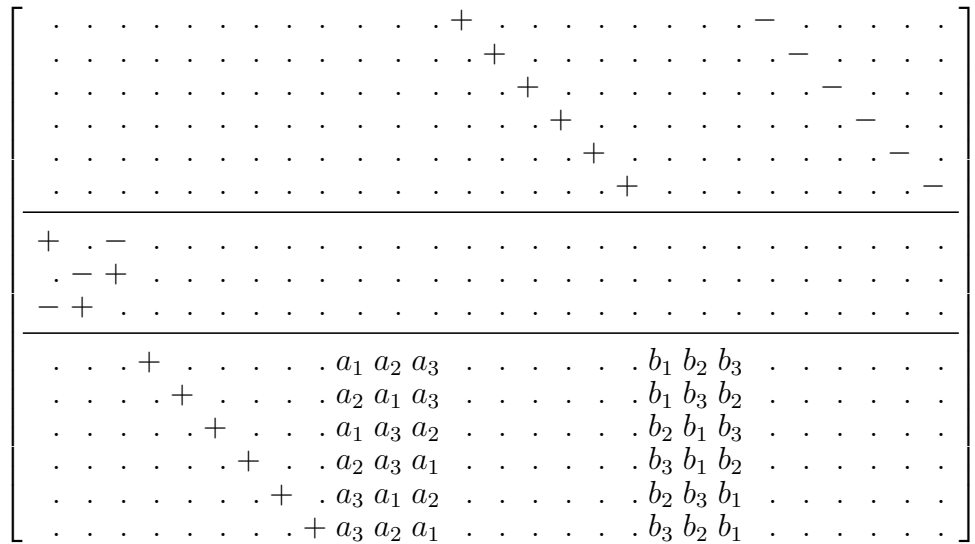 . . . . . . . . . . . . + . . . . . . . . − . . . . .
. . . . . . . . . . . . . + . . . . . . . . − . . . .
. . . . . . . . . . . . . . + . . . . . . . . − . . .
. . . . . . . . . . . . . . . + . . . . . . . . − . .
. . . . . . . . . . . . . . . . + . . . . . . . . − .
. . . . . . . . . . . . . . . . . + . . . . . . . . −
+ . − . . . . . . . . . . . . . . . . . . . . . . . .
. − + . . . . . . . . . . . . . . . . . . . . . . . .
− + . . . . . . . . . . . . . . . . . . . . . . . . .
. . . + . . . . . a₁ a₂ a₃ . . . . . . b₁ b₂ b₃ . . . . . .
. . . . + . . . . a₂ a₁ a₃ . . . . . . b₁ b₃ b₂ . . . . . .
. . . . . + . . . a₁ a₃ a₂ . . . . . . b₂ b₁ b₃ . . . . . .
. . . . . . + . . a₂ a₃ a₁ . . . . . . b₃ b₁ b₂ . . . . . .
. . . . . . . + . a₃ a₁ a₂ . . . . . . b₂ b₃ b₁ . . . . . .
. . . . . . . . + a₃ a₂ a₁ . . . . . . b₃ b₂ b₁ . . . . . .